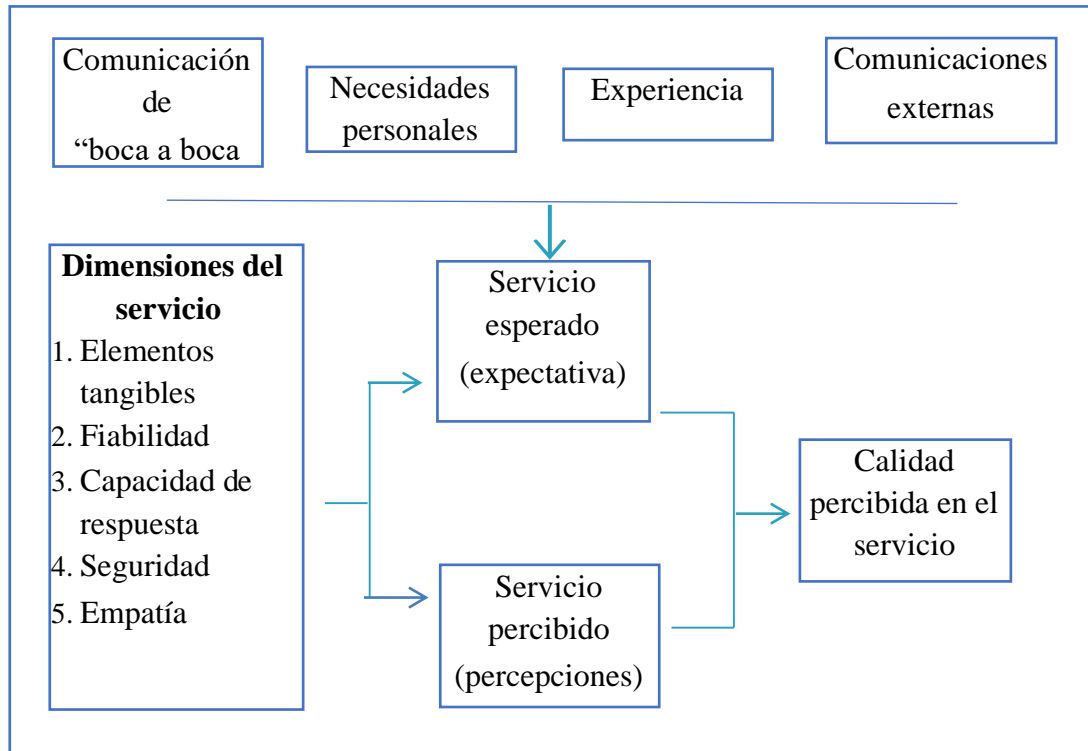 Comunicación
de
“boca a boca
Necesidades
personales
Experiencia
Comunicaciones
externas
Dimensiones del
servicio
1. Elementos
tangibles
2. Fiabilidad
3. Capacidad de
respuesta
4. Seguridad
5. Empatía
Servicio
esperado
(expectativa)
Servicio
percibido
(percepciones)
Calidad
percibida en el
servicio